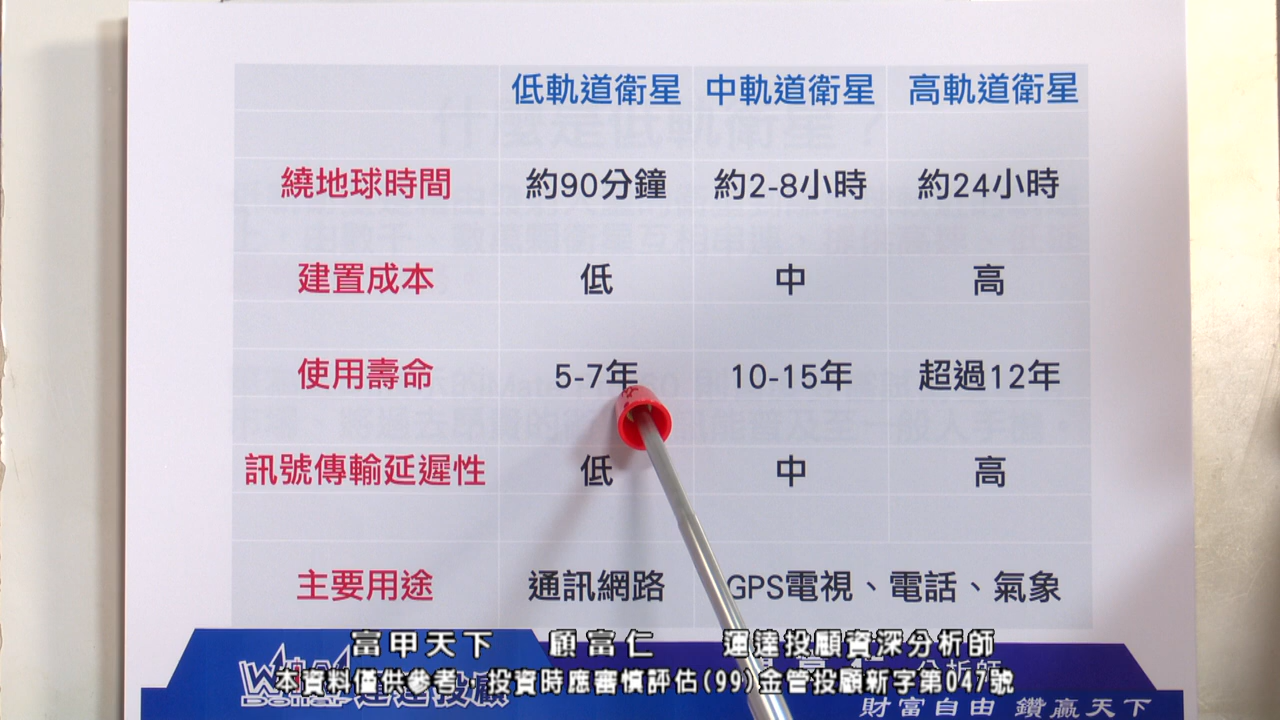 低軌道衛星 中軌道衛星 高軌道衛星
什麼是低軌衛星？
繞地球時間 約90分鐘 約2-8小時 約24小時
建置成本 低 中 高
使用壽命 5-7年 10-15年 超過12年
訊號傳輸延遲性 低 中 高
主要用途 通訊網路 GPS電視、電話、氣象
富甲天下 顧富仁 運達投顧資深分析師
本資料僅供參考，投資時應審慎評估(99)金管投顧新字第047號
財富自由 鑽贏天下